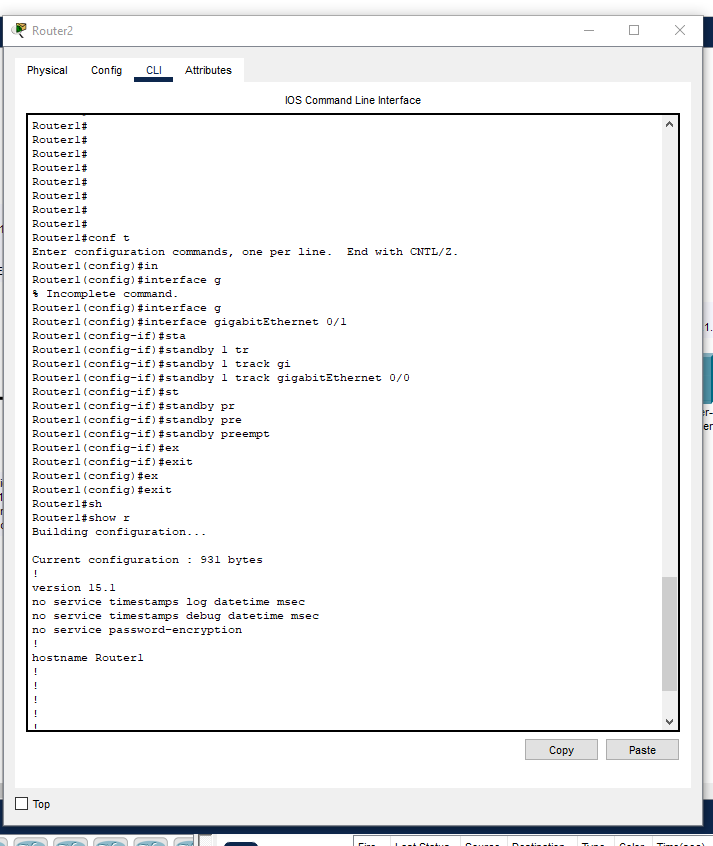 Router2
Physical Config CLI Attributes
IOS Command Line Interface
Router1#
Router1#
Router1#
Router1#
Router1#
Router1#
Router1#
Router1#
Router1#conf t
Enter configuration commands, one per line.  End with CNTL/Z.
Router1(config)#in
Router1(config)#interface g
% Incomplete command.
Router1(config)#interface g
Router1(config)#interface gigabitEthernet 0/1
Router1(config-if)#sta
Router1(config-if)#standby 1 tr
Router1(config-if)#standby 1 track gi
Router1(config-if)#standby 1 track gigabitEthernet 0/0
Router1(config-if)#st
Router1(config-if)#standby pr
Router1(config-if)#standby pre
Router1(config-if)#standby preempt
Router1(config-if)#ex
Router1(config-if)#exit
Router1(config)#ex
Router1(config)#exit
Router1#sh
Router1#show r
Building configuration...
Current configuration : 931 bytes
!
version 15.1
no service timestamps log datetime msec
no service timestamps debug datetime msec
no service password-encryption
!
hostname Router1
!
!
!
!
!
Copy Paste
Top